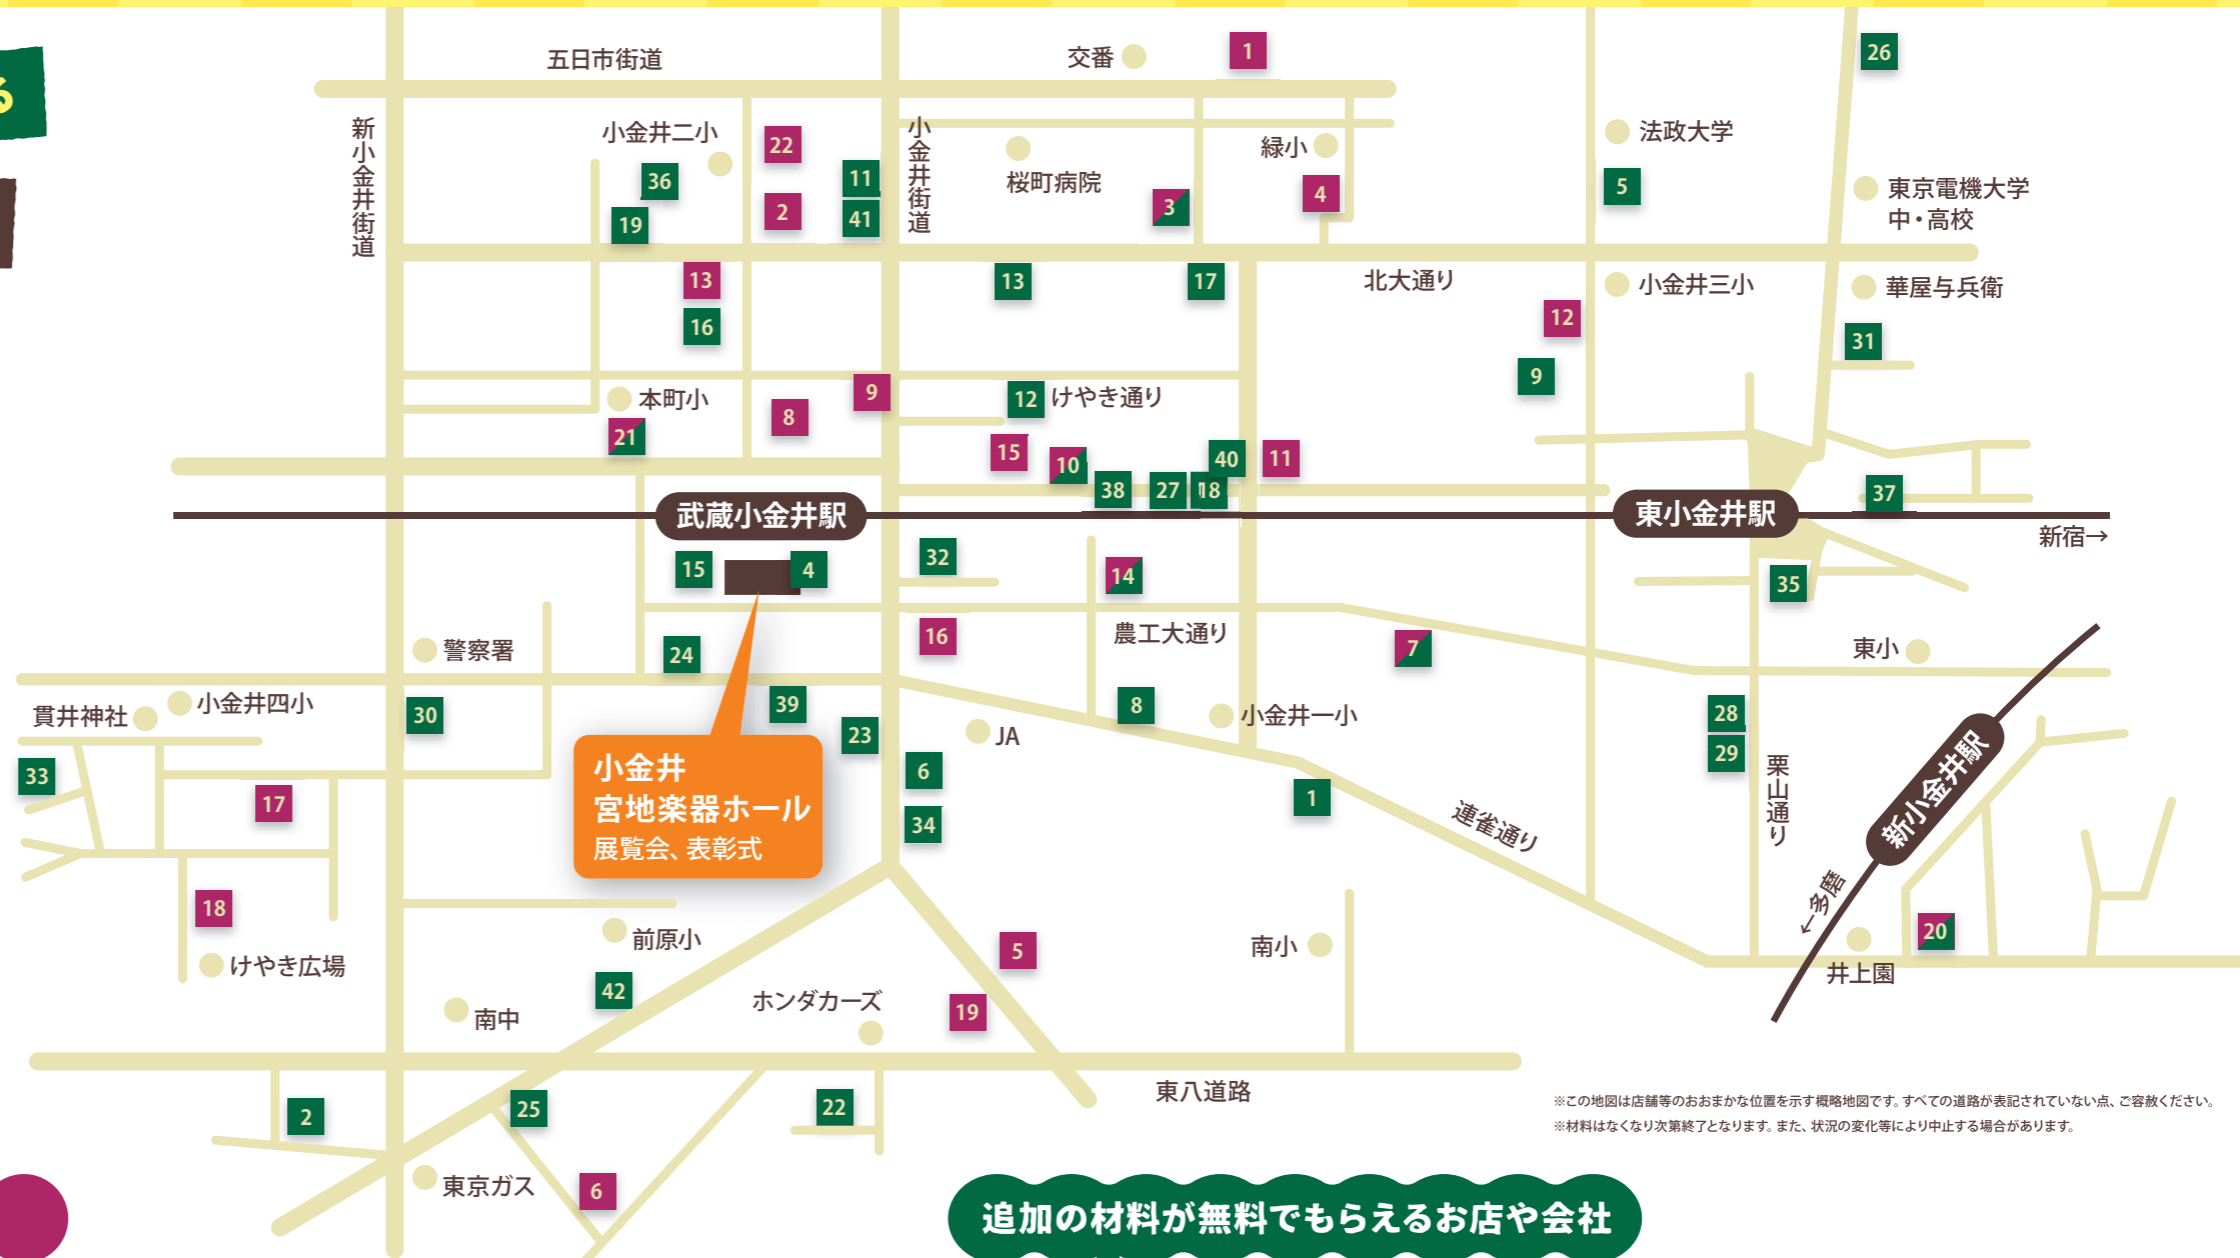 る
五日市街道
交番
1
26
新小金井街道
小金井二小
22
小金井街道
桜町病院
緑小
法政大学
36
11
5
東京電機大学
中・高校
19
2
41
3
4
13
13
17
北大通り
小金井三小
華屋与兵衛
16
12
31
本町小
9
12
けやき通り
9
21
8
15
10
40
11
38
27
18
37
武蔵小金井駅
東小金井駅
新宿→
15
4
32
14
35
警察署
24
16
農工大通り
7
東小
貫井神社
小金井四小
30
39
23
JA
8
小金井一小
28
29
栗山通り
新小金井駅
33
17
小金井
宮地楽器ホール
展覧会、表彰式
6
34
1
連雀通り
←多磨
18
けやき広場
前原小
5
南小
20
井上園
42
南中
ホンダカーズ
19
東八道路
2
25
22
東京ガス
6
※この地図は店舗等のおおまかな位置を示す概略地図です。すべての道路が表記されていない点、ご容赦ください。
※材料はなくなり次第終了となります。また、状況の変化等により中止する場合があります。
追加の材料が無料でもらえるお店や会社